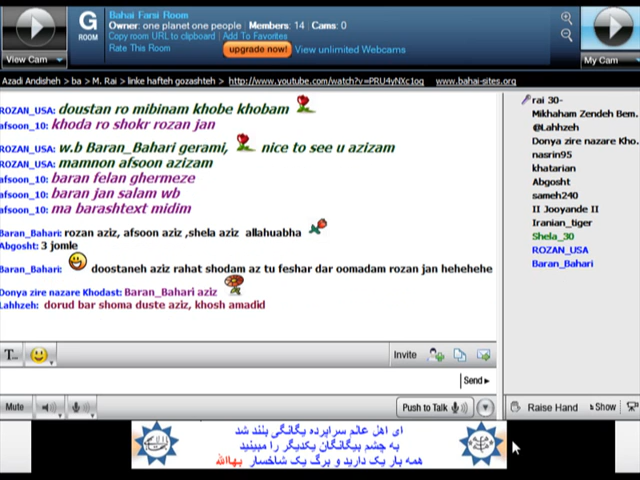 Bahai Farsi Room
Owner: one planet one people | Members: 14 | Cams: 0
Copy room URL to clipboard | Add To Favorites
Rate This Room
upgrade now!
View unlimited Webcams
G
ROOM
View Cam
My Cam
Azadi Andisheh > ba > M. Rai > linke hafteh gozashteh > http://www.youtube.com/watch?v=PRU4yNXc1og www.bahai-sites.org
ROZAN_USA: doustan ro mibinam khobe khobam
afsoon_10: khoda ro shokr rozan jan
ROZAN_USA: w.b Baran_Bahari gerami, nice to see u azizam
ROZAN_USA: mamnon afsoon azizam
afsoon_10: baran felan ghermeze
afsoon_10: baran jan salam wb
afsoon_10: ma barashtext midim
Baran_Bahari: rozan aziz, afsoon aziz ,shela aziz allahuabha
Abgosht: 3 jomle
Baran_Bahari: doostaneh aziz rahat shodam az tu feshar dar oomadam rozan jan hehehehe
Donya zire nazare Khodast: Baran_Bahari aziz
Lahhzeh: dorud bar shoma duste aziz, khosh amadid
rai 30-
Mikhaham Zendeh Bem.
@Lahhzeh
Donya zire nazare Kho.
nasrin95
khatarian
Abgosht
sameh240
II Jooyande II
Iranian_tiger
Shela_30
ROZAN_USA
Baran_Bahari
T...
Invite
Send
Mute
Push to Talk
Raise Hand
Show
ای اهل عالم سراپرده یگانگی بلند شد
به چشم بیگانگان یکدیگر را مبینید
همه بار یک دارید و برگ یک شاخسار بهاالله